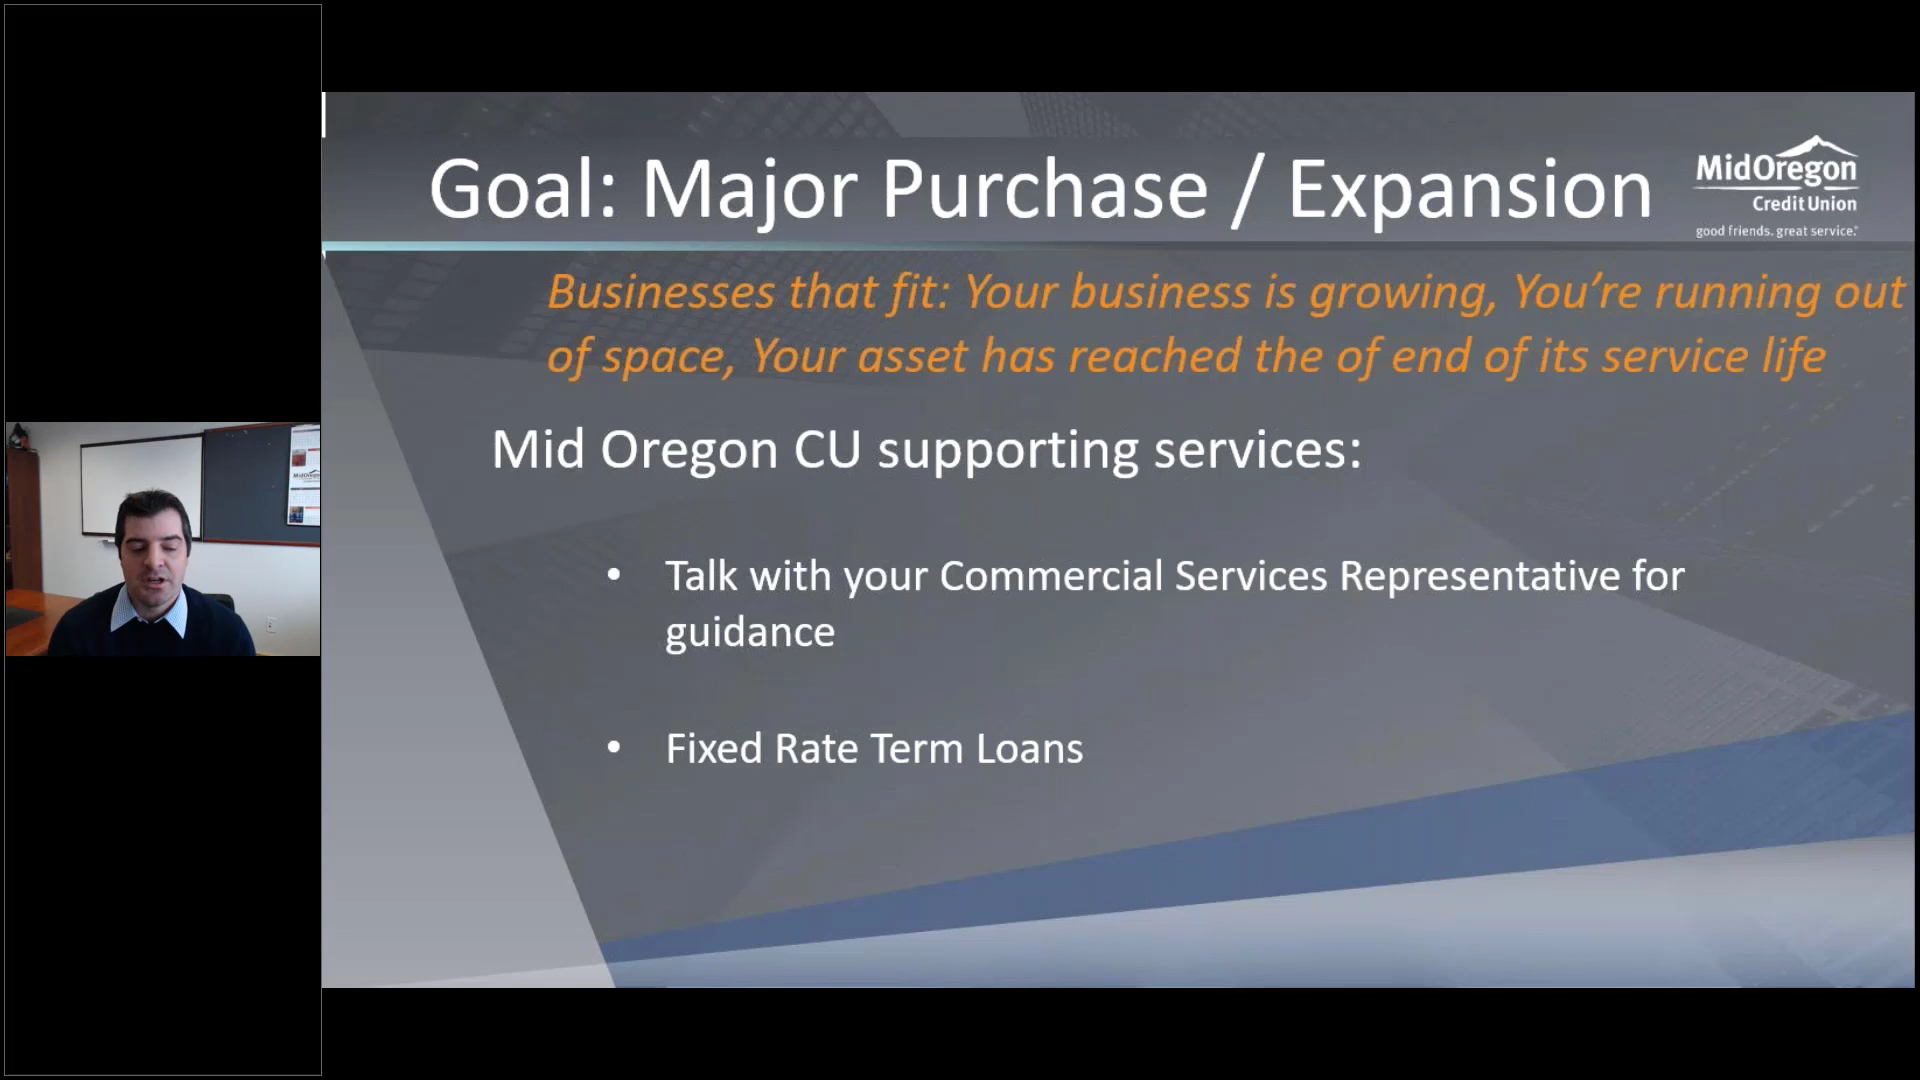 Goal: Major Purchase / Expansion
MidOregon
Credit Union
good friends. great service.
Businesses that fit: Your business is growing, You're running out
of space, Your asset has reached the of end of its service life
Mid Oregon CU supporting services:
• Talk with your Commercial Services Representative for
guidance
• Fixed Rate Term Loans